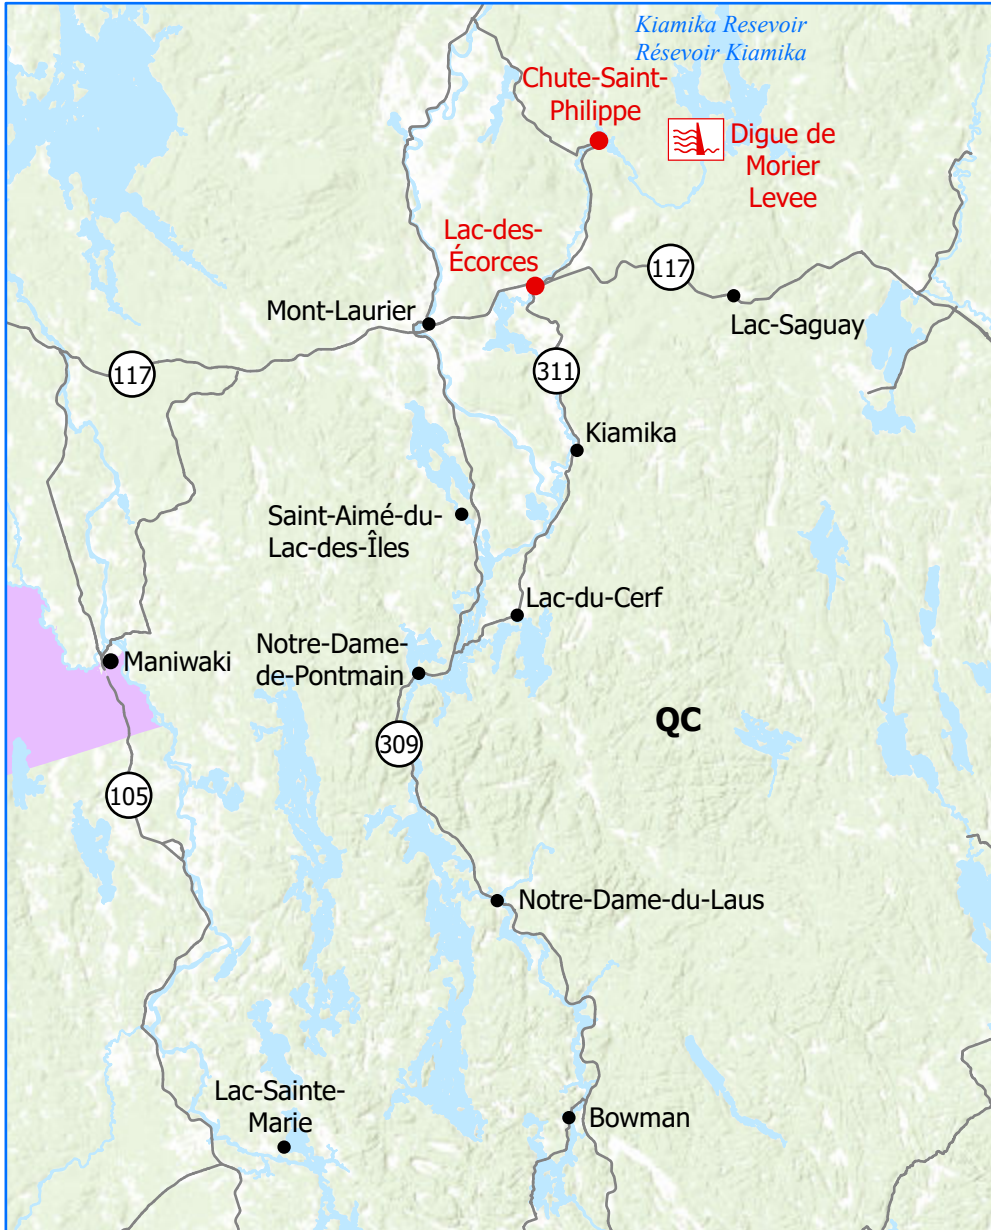 Kiamika Resevoir
Résevoir Kiamika
Chute-Saint-
Philippe
Digue de
Morier
Levee
Lac-des-
Écorces
117
Lac-Saguay
Mont-Laurier
117
311
Kiamika
Saint-Aimé-du-
Lac-des-Îles
Lac-du-Cerf
Notre-Dame-
de-Pontmain
Maniwaki
QC
309
105
Notre-Dame-du-Laus
Lac-Sainte-
Marie
Bowman